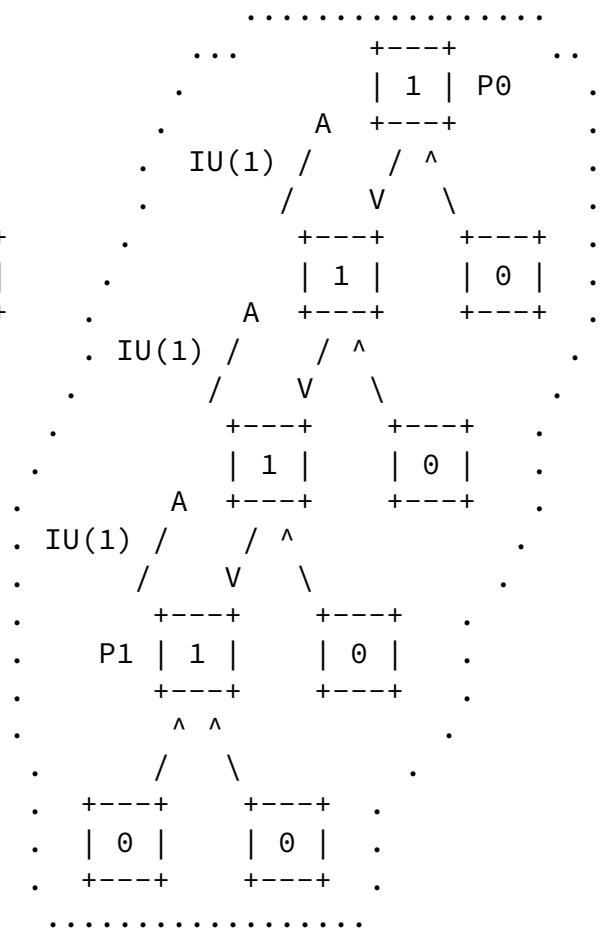 .................
... +---+ ..
. | 1 | P0 .
. A +---+ .
. IU(1) / / ^ .
. / V \ .
+ . +---+ +---+ .
| . | 1 | | 0 | .
+ . A +---+ +---+ .
. IU(1) / / ^ .
. / V \ .
. +---+ +---+ .
. | 1 | | 0 | .
. A +---+ +---+ .
. IU(1) / / ^ .
. / V \ .
. +---+ +---+ .
. P1 | 1 | | 0 | .
. +---+ +---+ .
. ^ ^ .
. / \ .
. +---+ +---+ .
. | 0 | | 0 | .
. +---+ +---+ .
..................